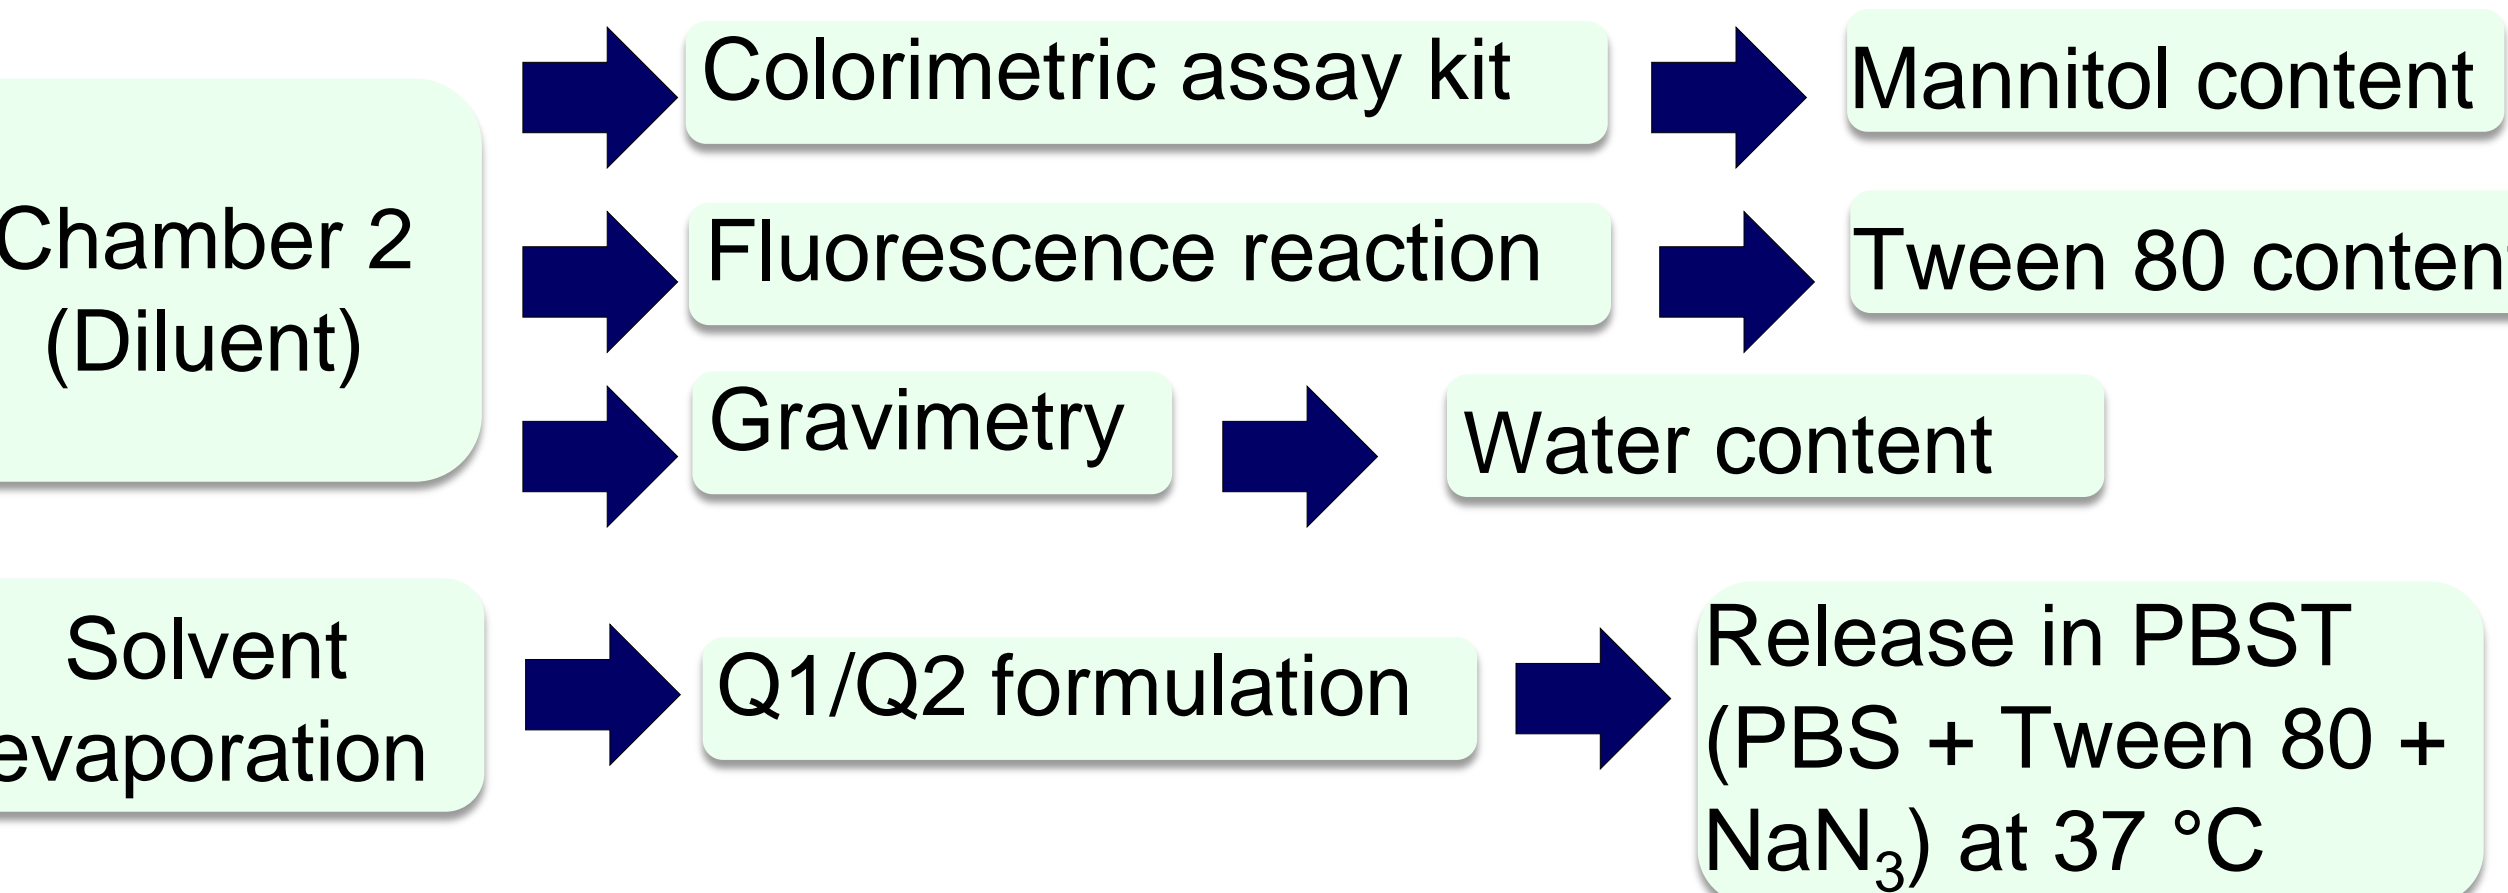 Chamber 2
(Diluent)
Colorimetric assay kit
Mannitol content
Fluorescence reaction
Tween 80 content
Gravimetry
Water content
Solvent
evaporation
Q1/Q2 formulation
Release in PBST
(PBS + Tween 80 +
NaN₃) at 37 °C